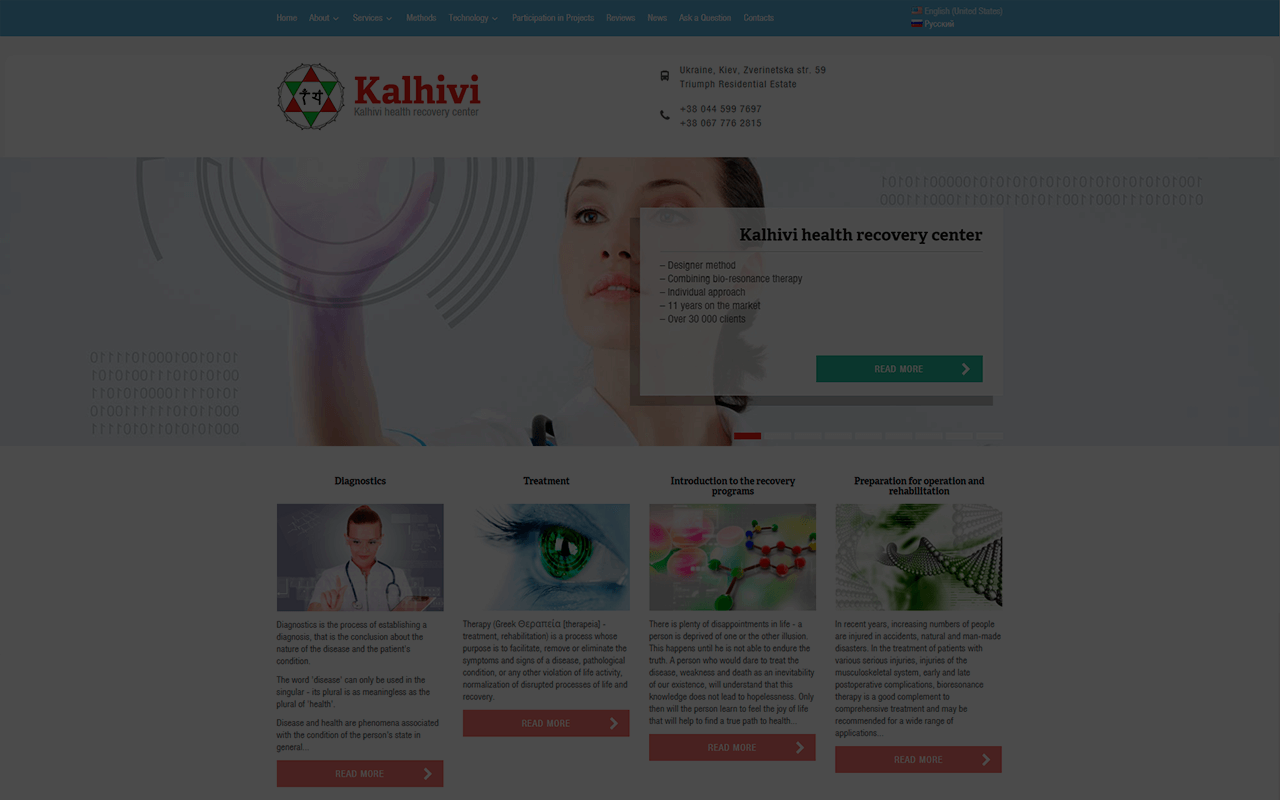 Home About Services Methods Technology Participation in Projects Reviews News Ask a Question Contacts
English (United States)
Русский
Kalhivi
Kalhivi health recovery center
Ukraine, Kiev, Zverinetska str. 59
Triumph Residential Estate
+38 044 599 7697
+38 067 776 2815
Kalhivi health recovery center
– Designer method
– Combining bio-resonance therapy
– Individual approach
– 11 years on the market
– Over 30 000 clients
READ MORE
Diagnostics
Diagnostics is the process of establishing a
diagnosis, that is the conclusion about the
nature of the disease and the patient's
condition.
The word 'disease' can only be used in the
singular - its plural is as meaningless as the
plural of 'health'.
Disease and health are phenomena associated
with the condition of the person's state in
general...
READ MORE
Treatment
Therapy (Greek Θεραπεία [therapeia] -
treatment, rehabilitation) is a process whose
purpose is to facilitate, remove or eliminate the
symptoms and signs of a disease, pathological
condition, or any other violation of life activity,
normalization of disrupted processes of life and
recovery.
READ MORE
Introduction to the recovery
programs
There is plenty of disappointments in life - a
person is deprived of one or the other illusion.
This happens until he is not able to endure the
truth. A person who would dare to treat the
disease, weakness and death as an inevitability
of our existence, will understand that this
knowledge does not lead to hopelessness. Only
then will the person learn to feel the joy of life
that will help to find a true path to health...
READ MORE
Preparation for operation and
rehabilitation
In recent years, increasing numbers of people
are injured in accidents, natural and man-made
disasters. In the treatment of patients with
various serious injuries, injuries of the
musculoskeletal system, early and late
postoperative complications, bioresonance
therapy is a good complement to
comprehensive treatment and may be
recommended for a wide range of
applications...
READ MORE